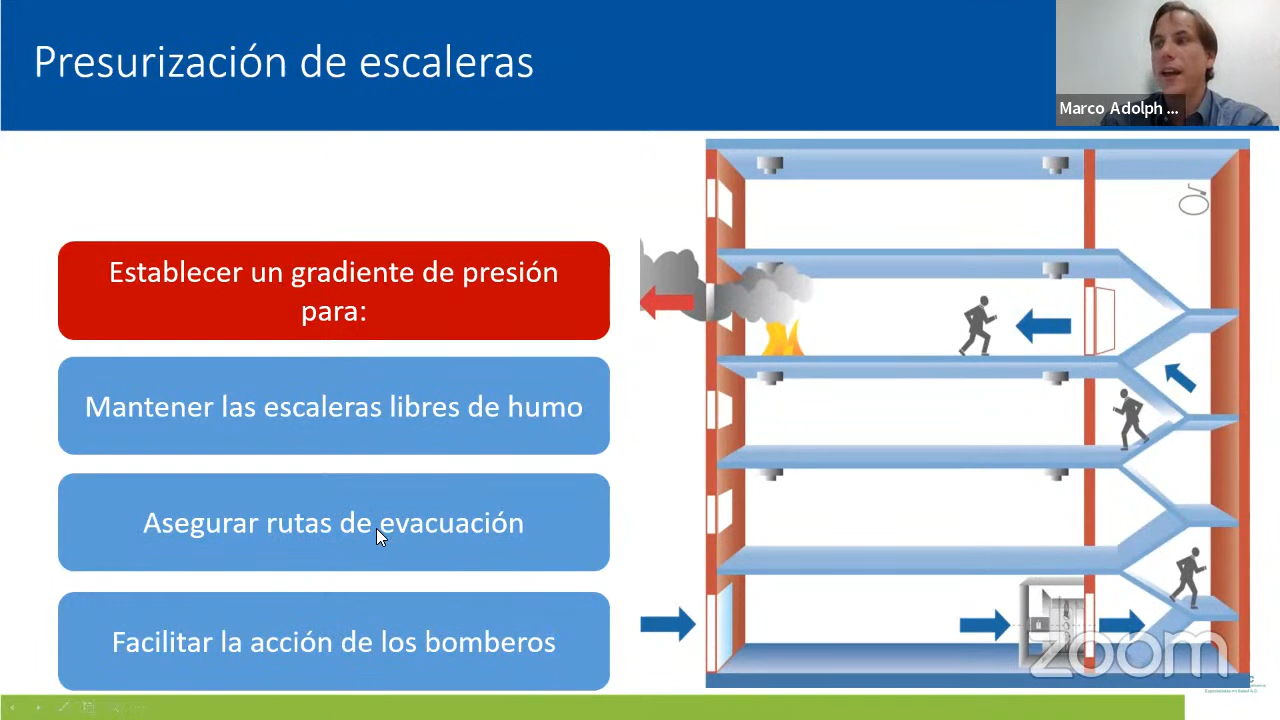 Presurización de escaleras
Marco Adolph ...
Establecer un gradiente de presión
para:
Mantener las escaleras libres de humo
Asegurar rutas de evacuación
Facilitar la acción de los bomberos
zoom